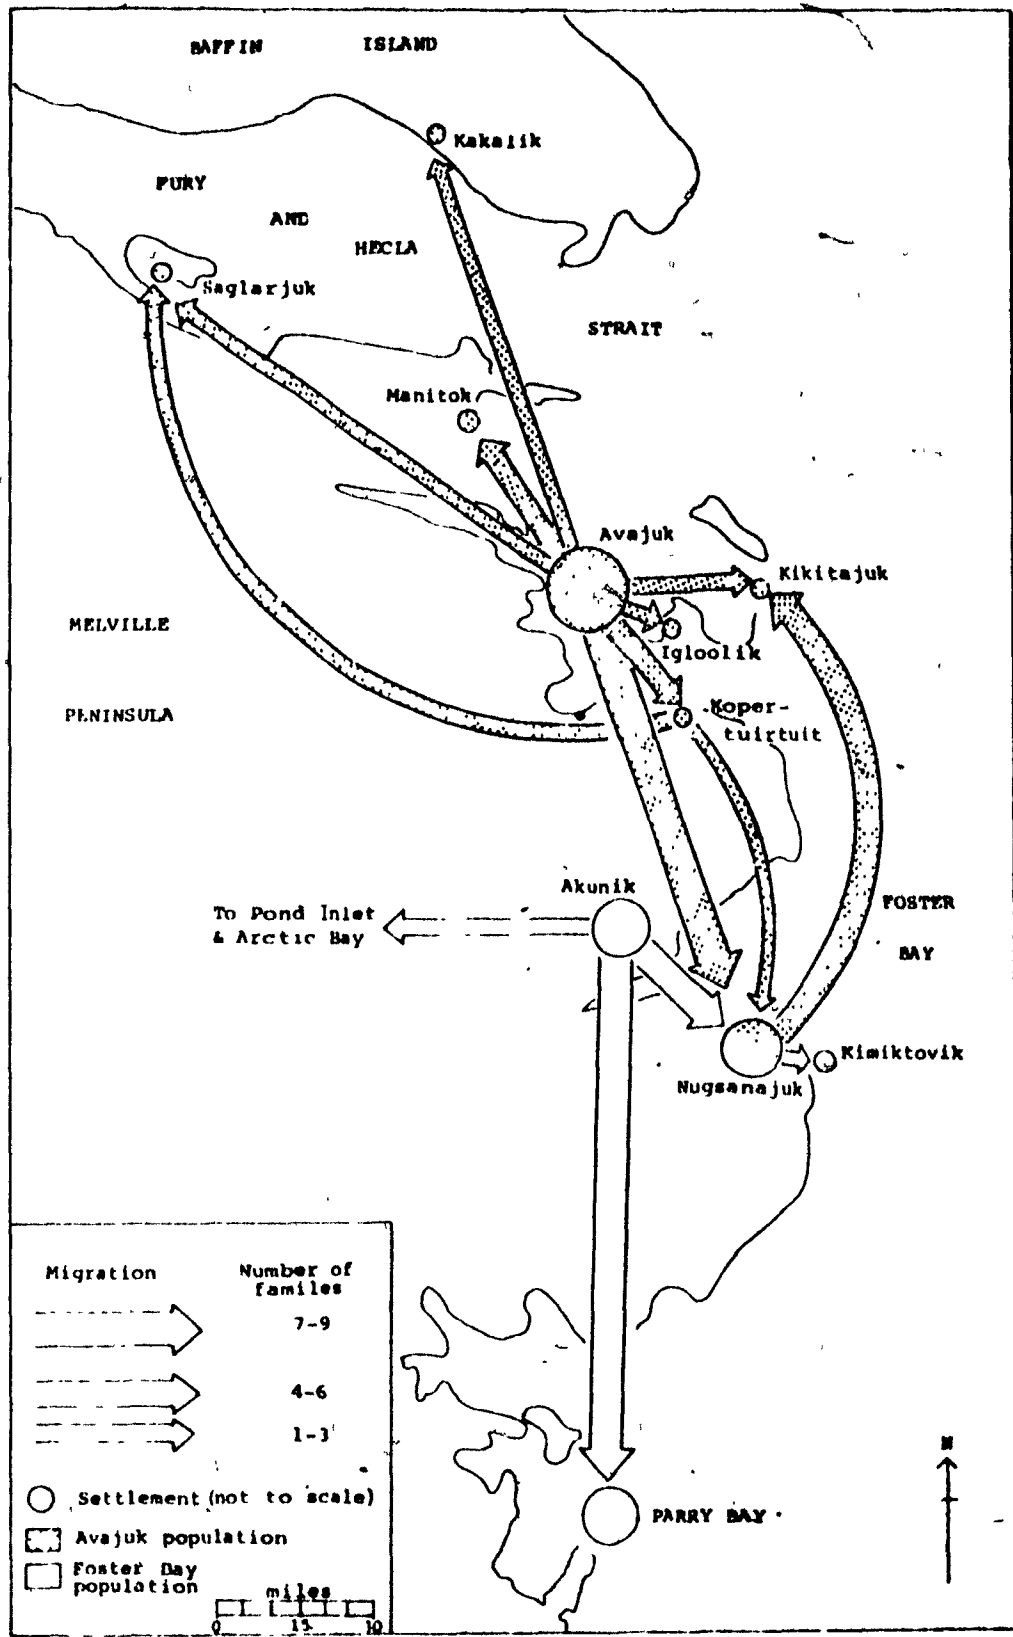 BAFFIN ISLAND
Kakalik
FURY
AND
HECLA
Saglarjuk
STRAIT
Manitok
Avajuk
Kikitajuk
MELVILLE
Igloolik
PENINSULA
Koper-
tuirtuit
Akunik
To Pond Inlet
& Arctic Bay
FOSTER
BAY
Kimiktovik
Nugsanajuk
Migration
Number of
familes
7-9
4-6
1-3
Settlement (not to scale)
Avajuk population
Foster Bay
population
miles
0 15 30
N
PARRY BAY